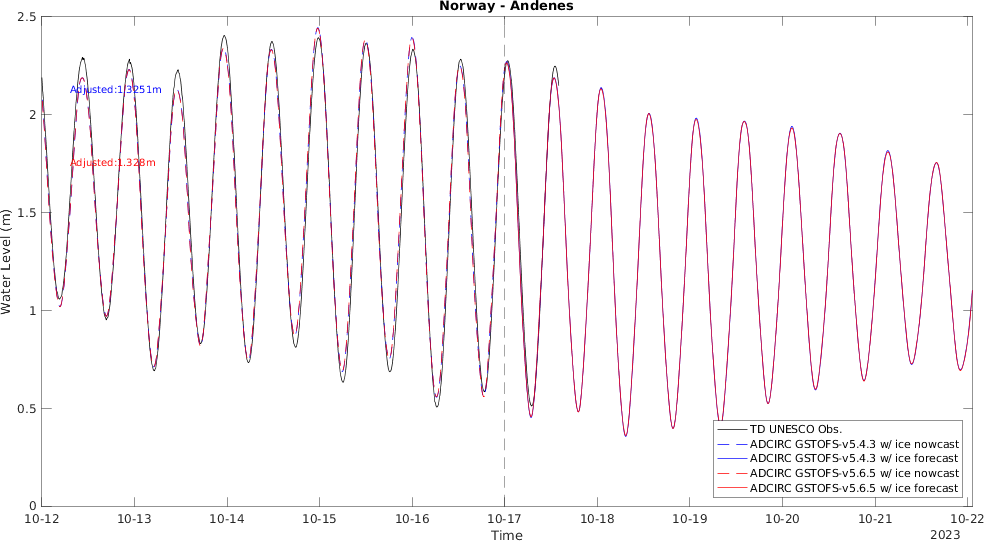 Norway - Andenes
2.5
2
1.5
1
0.5
0
Water Level (m)
Adjusted:1.3251m
Adjusted:1.328m
TD UNESCO Obs.
ADCIRC GSTOFS-v5.4.3 w/ ice nowcast
ADCIRC GSTOFS-v5.4.3 w/ ice forecast
ADCIRC GSTOFS-v5.6.5 w/ ice nowcast
ADCIRC GSTOFS-v5.6.5 w/ ice forecast
10-12 10-13 10-14 10-15 10-16 10-17 10-18 10-19 10-20 10-21 10-22
Time
2023